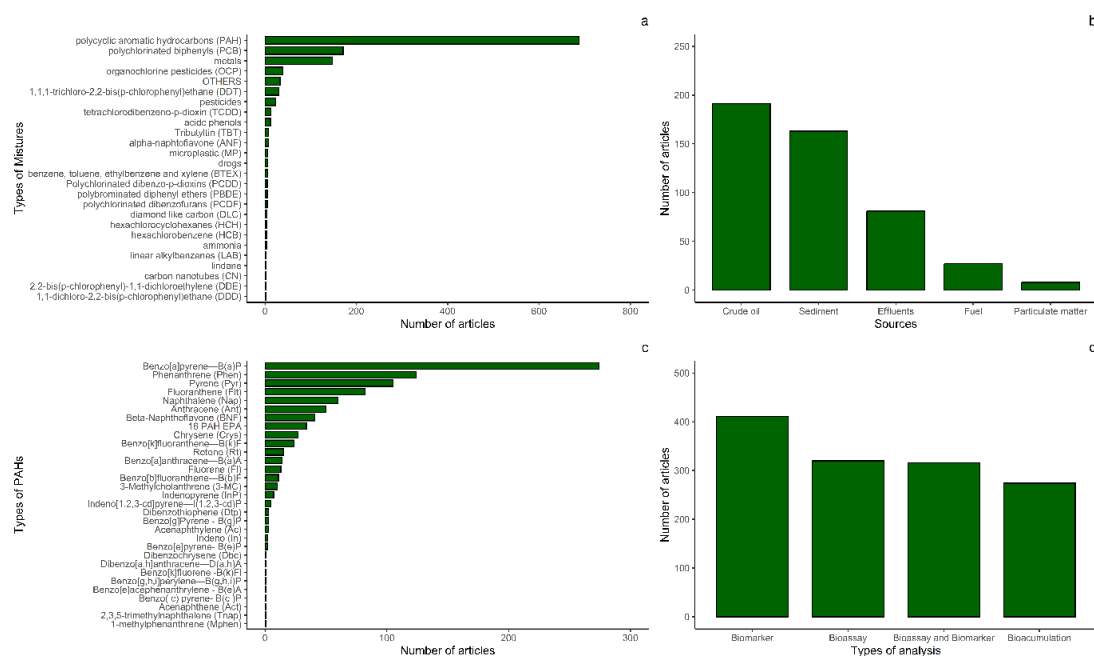 a
Types of Mistures
polycyclic aromatic hydrocarbons (PAH)
polychlorinated biphenyls (PCB)
metals
organochlorine pesticides (OCP)
OTHERS
1,1,1-trichloro-2,2-bis(p-chlorophenyl)ethane (DDT)
pesticides
tetrachlorodibenzeno-p-dioxin (TCDD)
acidc phenols
Tributyltin (TBT)
alpha-naphtoflavone (ANF)
microplastic (MP)
drogs
benzene, toluene, ethylbenzene and xylene (BTEX)
Polychlorinated dibenzo-p-dioxins (PCDD)
polybrominated diphenyl ethers (PBDE)
polychlorinated dibenzofurans (PCDF)
diamond like carbon (DLC)
hexachlorocyclohexanes (HCH)
hexachlorobenzene (HCB)
ammonia
linear alkylbenzenes (LAB)
lindane
carbon nanotubes (CN)
2,2-bis(p-chlorophenyl)-1,1-dichloroethylene (DDE)
1,1-dichloro-2,2-bis(p-chlorophenyl)ethane (DDD)
0 200 400 600 800
Number of articles
b
Number of articles
250
200
150
100
50
0
Crude oil Sediment Effluents Fuel Particulate matter
Sources
c
Types of PAHs
Benzo[a]pyrene—B(a)P
Phenanthrene (Phen)
Pyrene (Pyr)
Fluoranthene (Flt)
Naphthalene (Nap)
Anthracene (Ant)
Beta-Naphthoflavone (BNF)
16 PAH EPA
Chrysene (Crys)
Benzo[k]fluoranthene—B(k)F
Retene (Rt)
Benzo[a]anthracene—B(a)A
Fluorene (Fl)
Benzo[b]fluoranthene—B(b)F
3-Methylcholanthrene (3-MC)
Indenopyrene (InP)
Indeno[1,2,3-cd]pyrene—I(1,2,3-cd)P
Dibenzothiophene (Dtp)
Benzo[g]Pyrene - B(g)P
Acenaphthylene (Ac)
Indeno (In)
Benzo[e]pyrene- B(e)P
Dibenzochrysene (Dbc)
Dibenzo[a,h]anthracene—D(a,h)A
Benzo[k]fluorene -B(k)Fl
Benzo[g,h,i]perylene—B(g,h,i)P
Benzo[e]acephenanthrylene - B(e)A
Benzo( c) pyrene- B(c )P
Acenaphthene (Act)
2,3,5-trimethylnaphthalene (Tnap)
1-methylphenanthrene (Mphen)
0 100 200 300
Number of articles
Number of articles
500
400
300
200
100
0
Biomarker Bioassay Bioassay and Biomarker Bioacumulation
Types of analysis